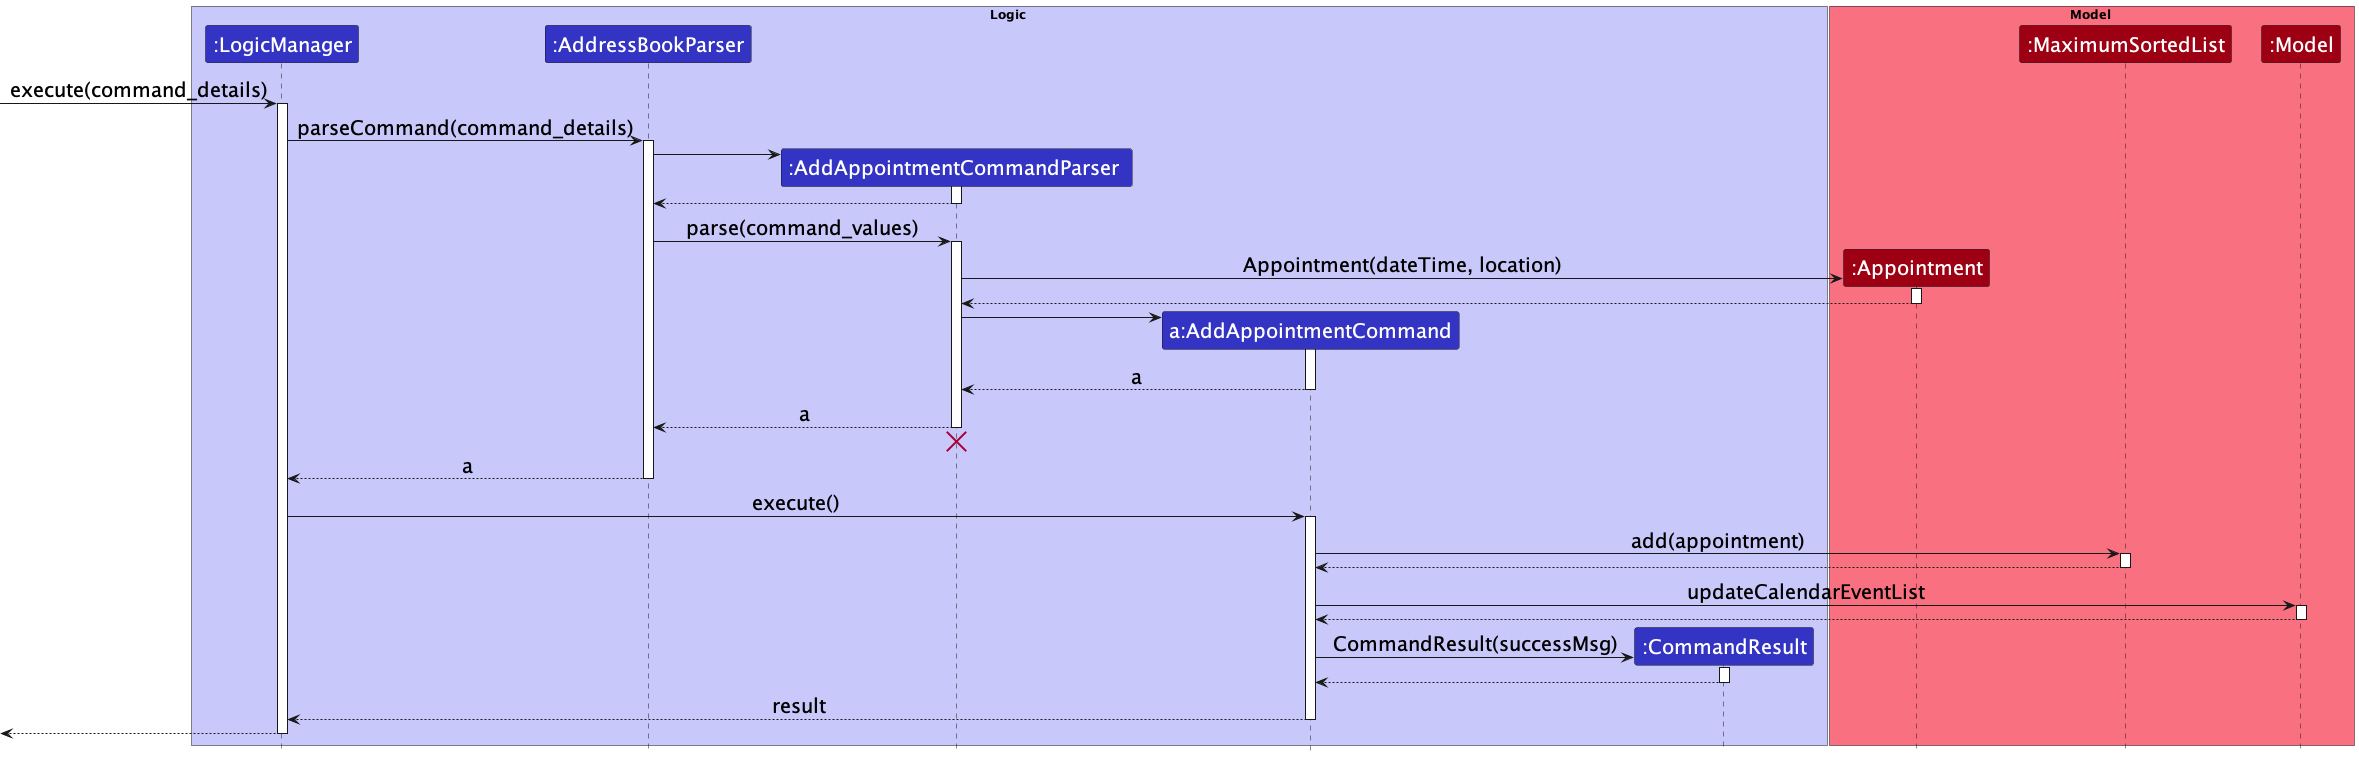 Logic
Model
:LogicManager
:AddressBookParser
:MaximumSortedList
:Model
execute(command_details)
parseCommand(command_details)
:AddAppointmentCommandParser
parse(command_values)
Appointment(dateTime, location)
:Appointment
a:AddAppointmentCommand
a
a
a
execute()
add(appointment)
updateCalendarEventList
CommandResult(successMsg)
:CommandResult
result